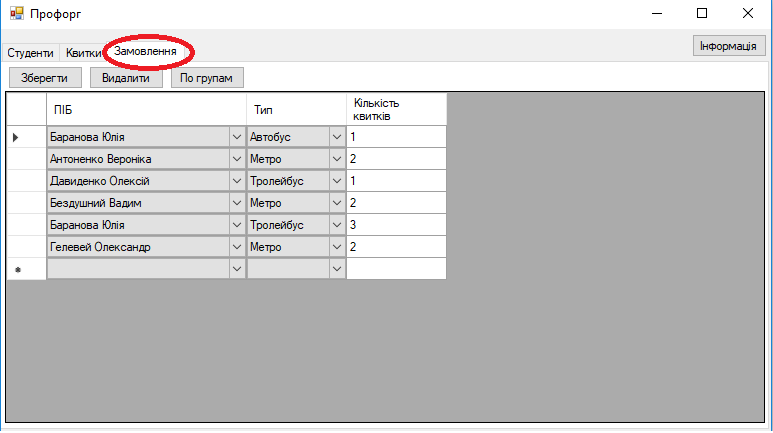 Профорг
Студенти Квитки Замовлення Інформація
Зберегти Видалити По групам
ПІБ Тип Кількість
квитків
Баранова Юлія Автобус 1
Антоненко Вероніка Метро 2
Давиденко Олексій Тролейбус 1
Бездушний Вадим Метро 2
Баранова Юлія Тролейбус 3
Гелевей Олександр Метро 2